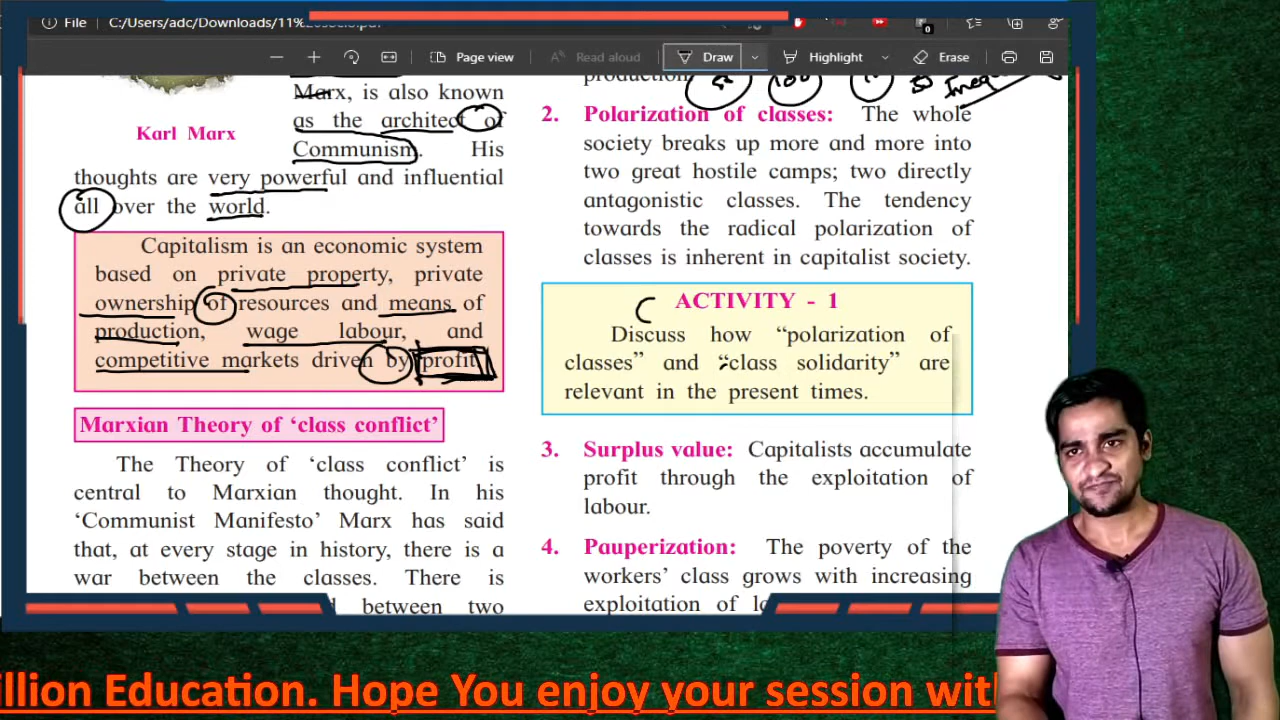 File
C:/Users/adc/Downloads/11%20socio.pdf
Page view
Read aloud
Draw
Highlight
Erase
Marx, is also known
as the architect of
Communism. His
Karl Marx
thoughts are very powerful and influential
all over the world.
Capitalism is an economic system
based on private property, private
ownership of resources and means of
production, wage labour, and
competitive markets driven by profit
Marxian Theory of ‘class conflict’
The Theory of ‘class conflict’ is
central to Marxian thought. In his
‘Communist Manifesto’ Marx has said
that, at every stage in history, there is a
war between the classes. There is
between two
production
2. Polarization of classes: The whole
society breaks up more and more into
two great hostile camps; two directly
antagonistic classes. The tendency
towards the radical polarization of
classes is inherent in capitalist society.
ACTIVITY - 1
Discuss how “polarization of
classes” and “class solidarity” are
relevant in the present times.
3. Surplus value: Capitalists accumulate
profit through the exploitation of
labour.
4. Pauperization: The poverty of the
workers’ class grows with increasing
exploitation of
illion Education. Hope You enjoy your session wit